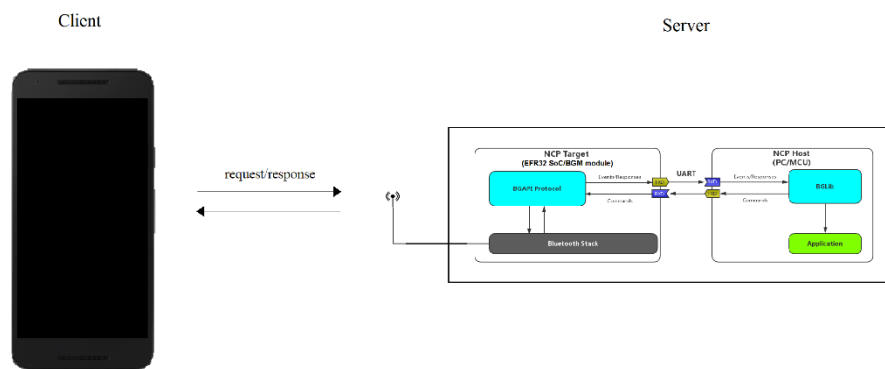 Client
Server
request/response
NCP Target
(EFR32 SoC/BGM module)
BGAPI Protocol
Bluetooth Stack
Events/Responses
Commands
UART
NCP Host
(PC/MCU)
Events/Responses
Commands
BGLib
Application